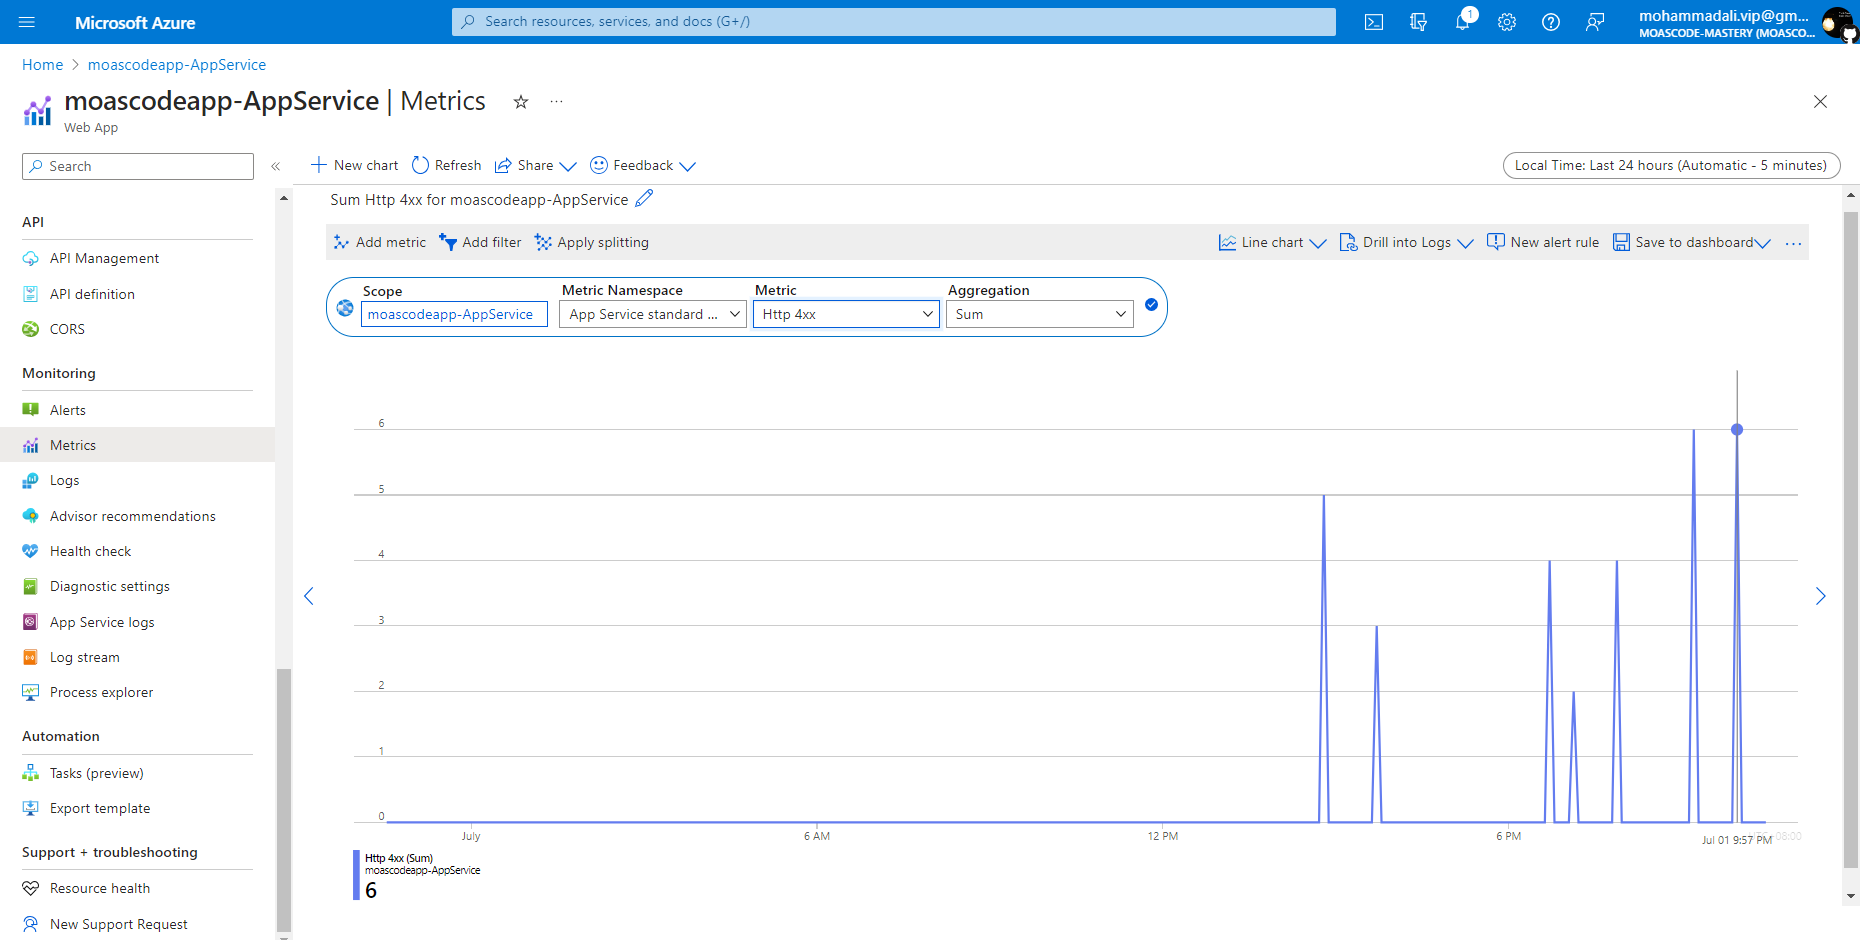 Microsoft Azure
Search resources, services, and docs (G+/)
1
mohammadali.vip@gm...
MOASCODE-MASTERY (MOASCO...
Home > moascodeapp-AppService
moascodeapp-AppService | Metrics
...
Web App
Search
«
New chart
Refresh
Share
Feedback
Local Time: Last 24 hours (Automatic - 5 minutes)
API
API Management
API definition
CORS
Monitoring
Alerts
Metrics
Logs
Advisor recommendations
Health check
Diagnostic settings
App Service logs
Log stream
Process explorer
Automation
Tasks (preview)
Export template
Support + troubleshooting
Resource health
New Support Request
Sum Http 4xx for moascodeapp-AppService
Add metric
Add filter
Apply splitting
Line chart
Drill into Logs
New alert rule
Save to dashboard
...
Scope
moascodeapp-AppService
Metric Namespace
App Service standard ...
Metric
Http 4xx
Aggregation
Sum
6
5
4
3
2
1
0
July
6 AM
12 PM
6 PM
Jul 01 9:57 PM
08:00
Http 4xx (Sum)
moascodeapp-AppService
6